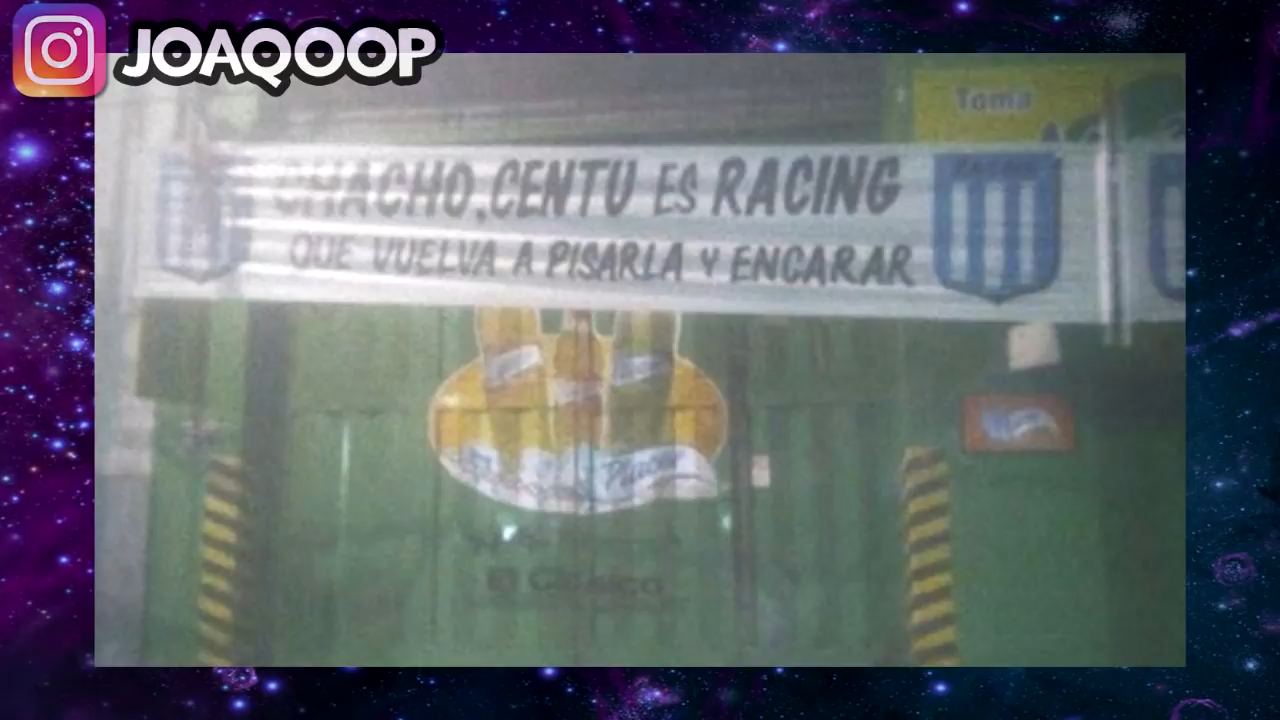 JOAQOOP
Toma
CHACHO, CENTU ES RACING
QUE VUELVA A PISARLA Y ENCARAR